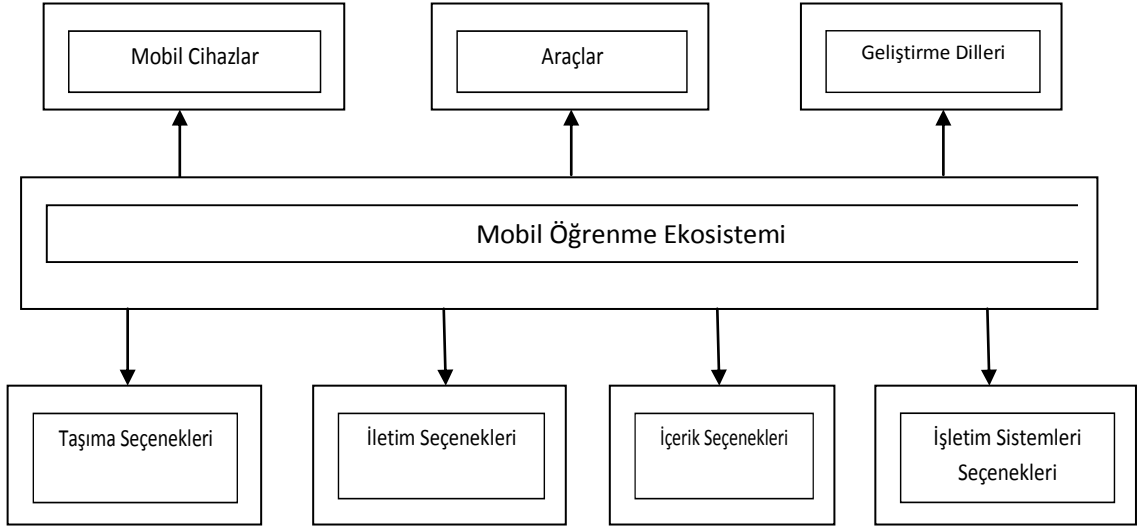 Mobil Cihazlar
Araçlar
Geliştirme Dilleri
Mobil Öğrenme Ekosistemi
Taşıma Seçenekleri
İletim Seçenekleri
İçerik Seçenekleri
İşletim Sistemleri
Seçenekleri